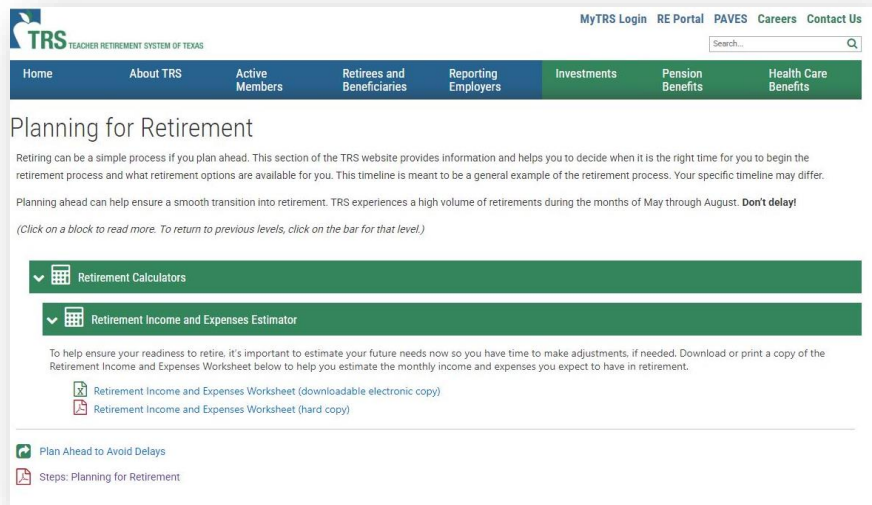 MyTRS Login RE Portal PAVES Careers Contact Us
TRS TEACHER RETIREMENT SYSTEM OF TEXAS
Search...
Home
About TRS
Active
Members
Retirees and
Beneficiaries
Reporting
Employers
Investments
Pension
Benefits
Health Care
Benefits
Planning for Retirement
Retiring can be a simple process if you plan ahead. This section of the TRS website provides information and helps you to decide when it is the right time for you to begin the
retirement process and what retirement options are available for you. This timeline is meant to be a general example of the retirement process. Your specific timeline may differ.
Planning ahead can help ensure a smooth transition into retirement. TRS experiences a high volume of retirements during the months of May through August. Don't delay!
(Click on a block to read more. To return to previous levels, click on the bar for that level.)
Retirement Calculators
Retirement Income and Expenses Estimator
To help ensure your readiness to retire, it's important to estimate your future needs now so you have time to make adjustments, if needed. Download or print a copy of the
Retirement Income and Expenses Worksheet below to help you estimate the monthly income and expenses you expect to have in retirement.
Retirement Income and Expenses Worksheet (downloadable electronic copy)
Retirement Income and Expenses Worksheet (hard copy)
Plan Ahead to Avoid Delays
Steps: Planning for Retirement